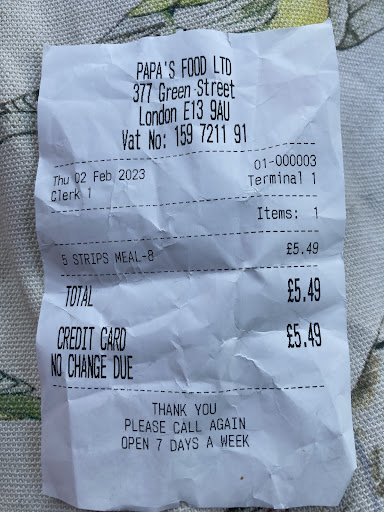 PAPA'S FOOD LTD
377 Green Street
London E13 9AU
Vat No: 159 7211 91
Thu 02 Feb 2023 01-000003
Clerk 1 Terminal 1
Items: 1
5 STRIPS MEAL-8 £5.49
TOTAL £5.49
CREDIT CARD £5.49
NO CHANGE DUE
THANK YOU
PLEASE CALL AGAIN
OPEN 7 DAYS A WEEK